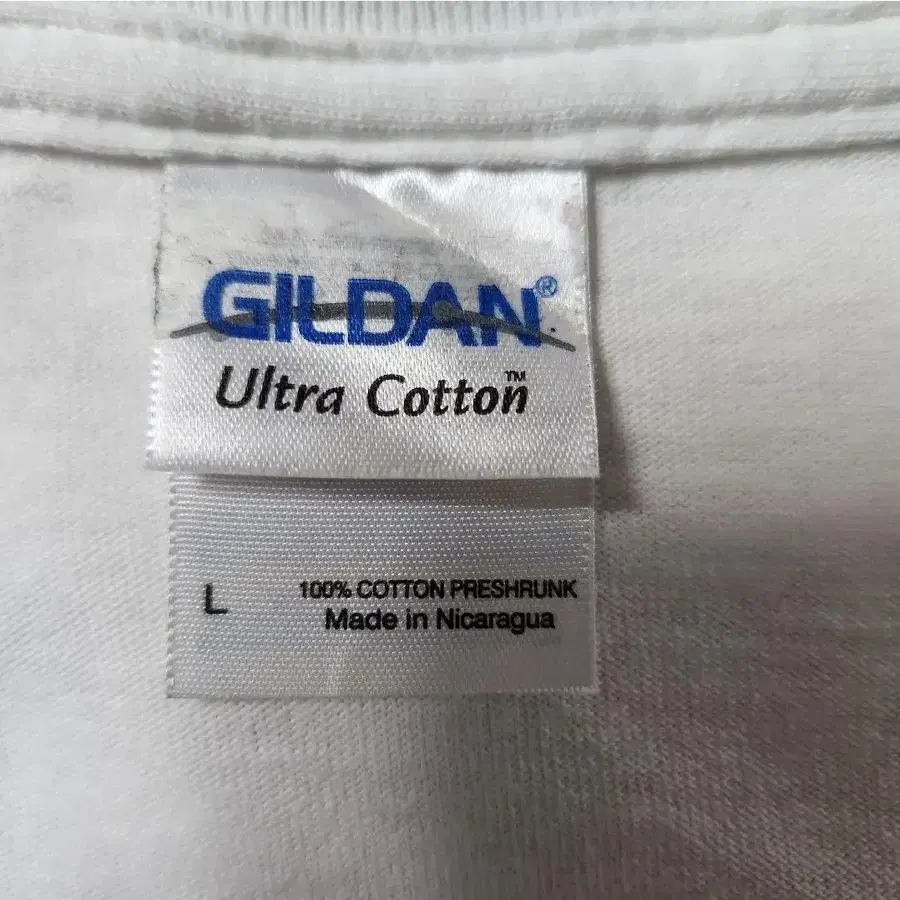 GILDAN®
Ultra Cotton™
L 100% COTTON PRESHRUNK
Made in Nicaragua